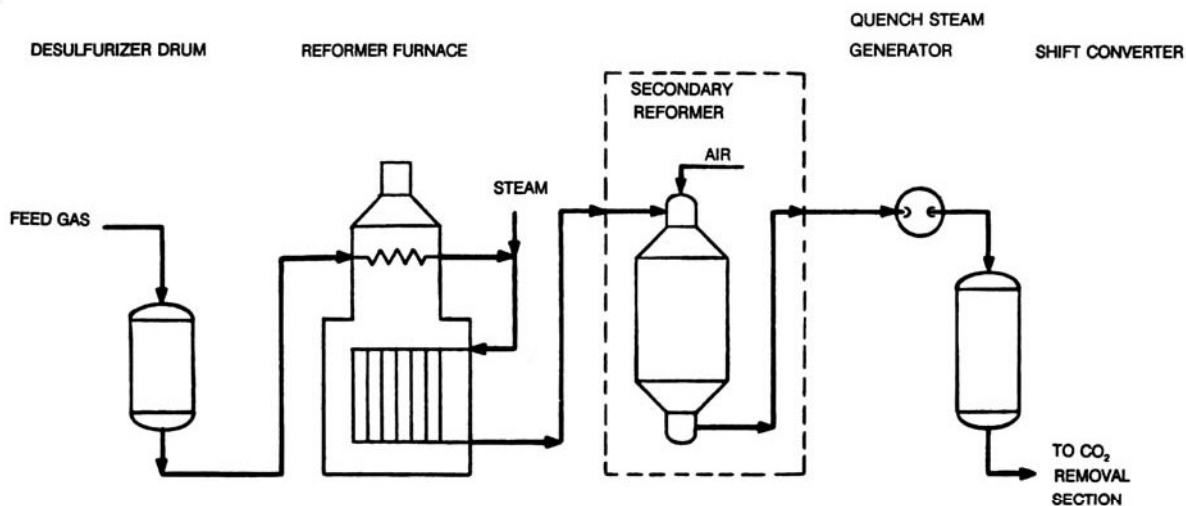 DESULFURIZER DRUM
REFORMER FURNACE
QUENCH STEAM
GENERATOR
SHIFT CONVERTER
SECONDARY
REFORMER
AIR
STEAM
FEED GAS
TO CO₂
REMOVAL
SECTION